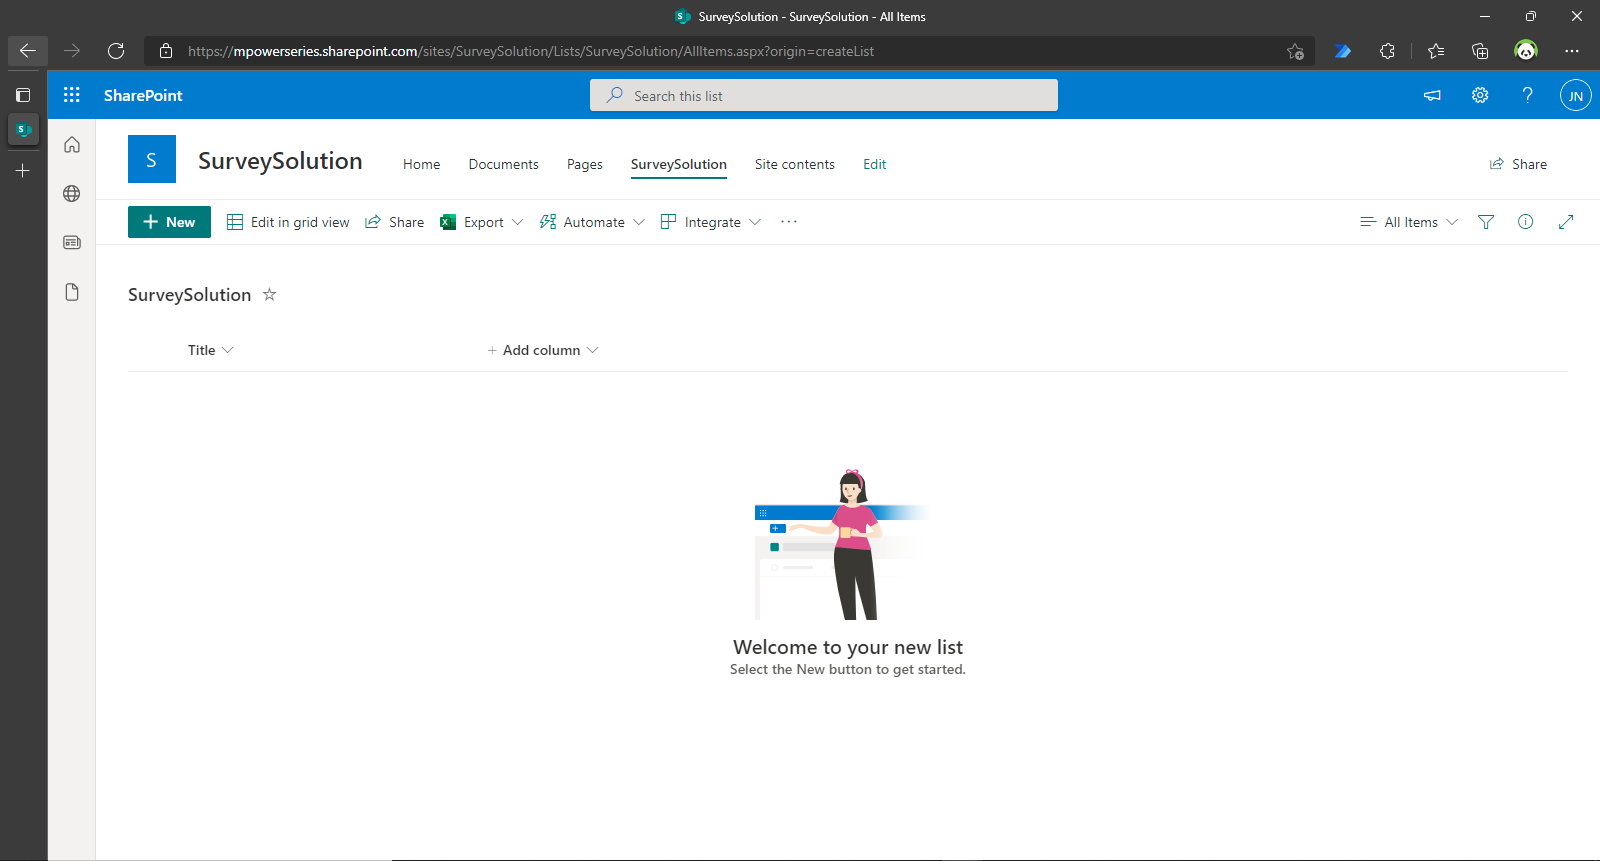 SurveySolution - SurveySolution - All Items
https://mpowerseries.sharepoint.com/sites/SurveySolution/Lists/SurveySolution/AllItems.aspx?origin=createList
SharePoint
Search this list
JN
S
SurveySolution
Home
Documents
Pages
SurveySolution
Site contents
Edit
Share
New
Edit in grid view
Share
Export
Automate
Integrate
All Items
SurveySolution
Title
Add column
Welcome to your new list
Select the New button to get started.